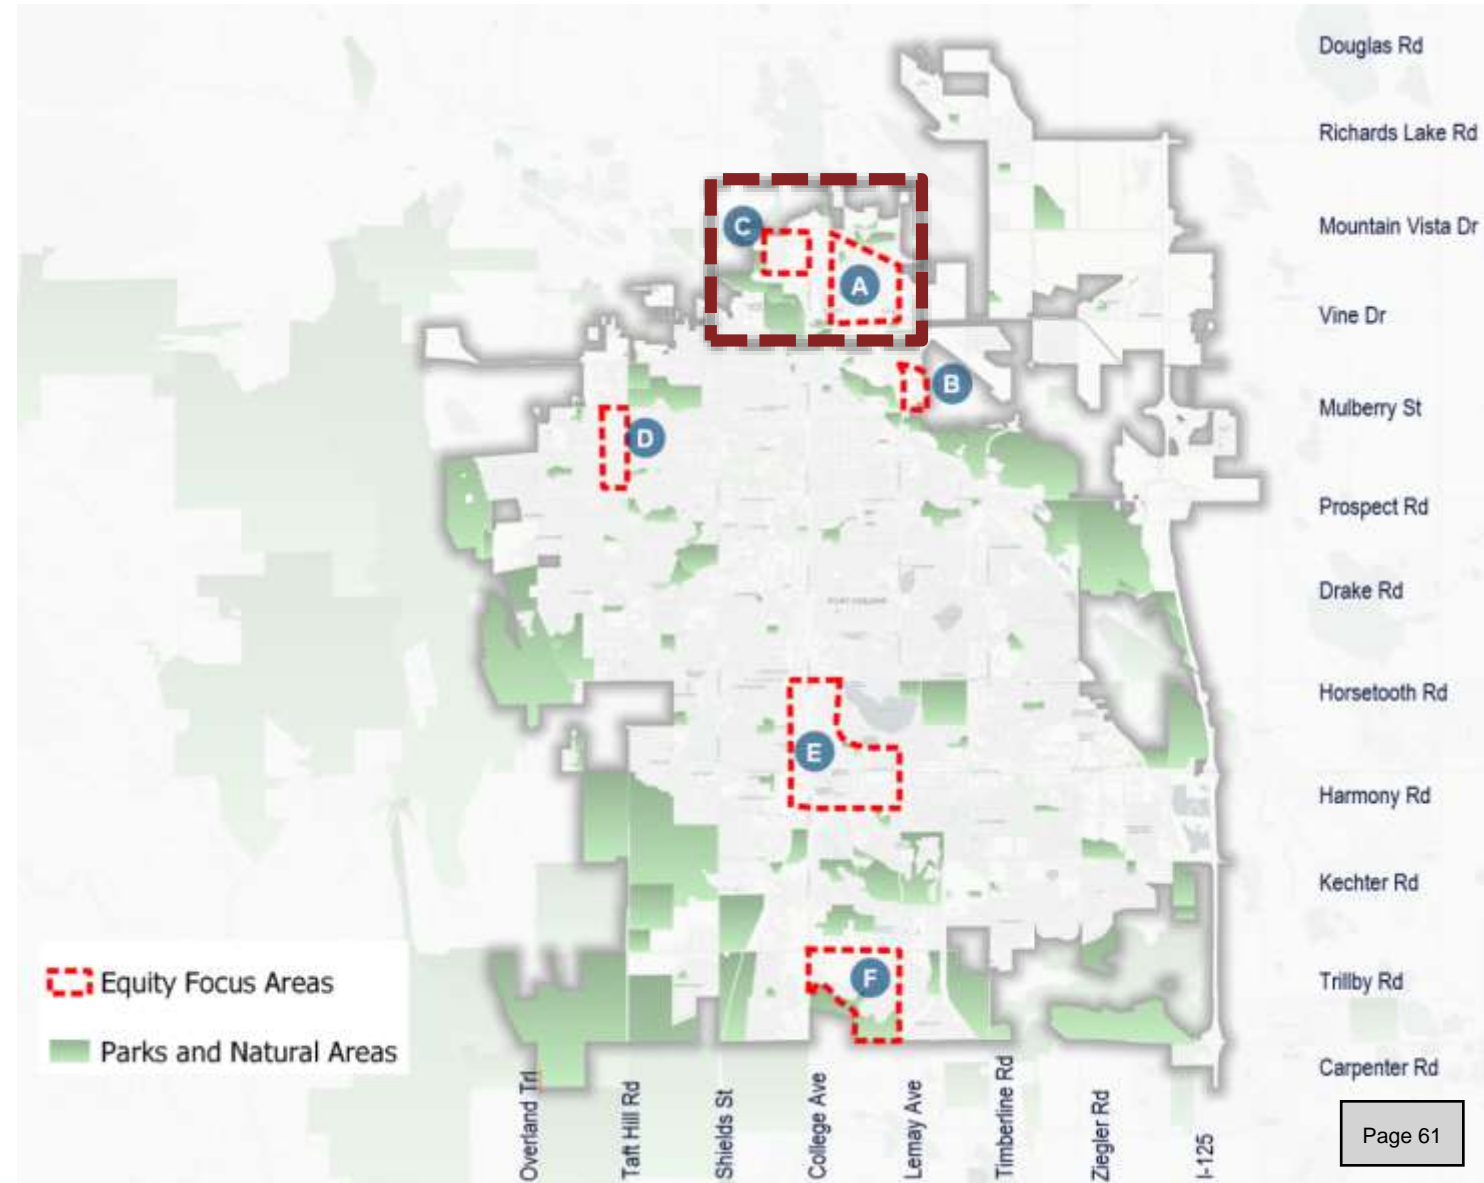 Douglas Rd
Richards Lake Rd
Mountain Vista Dr
Vine Dr
Mulberry St
Prospect Rd
Drake Rd
Horsetooth Rd
Harmony Rd
Kechter Rd
Trillby Rd
Carpenter Rd
C
A
B
D
E
F
Equity Focus Areas
Parks and Natural Areas
Overland Trl
Taft Hill Rd
Shields St
College Ave
Lemay Ave
Timberline Rd
Ziegler Rd
I-125
Page 61